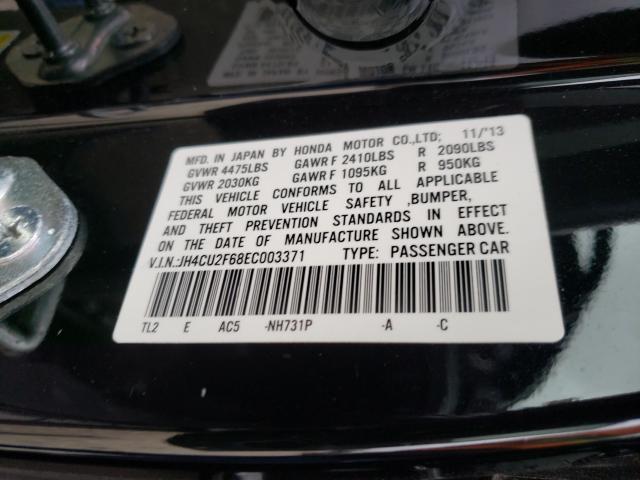 MFD. IN JAPAN BY HONDA MOTOR CO.,LTD; 11/'13
GVWR 4475LBS GAWR F 2410LBS R 2090LBS
GVWR 2030KG GAWR F 1095KG R 950KG
THIS VEHICLE CONFORMS TO ALL APPLICABLE
FEDERAL MOTOR VEHICLE SAFETY ,BUMPER,
AND THEFT PREVENTION STANDARDS IN EFFECT
ON THE DATE OF MANUFACTURE SHOWN ABOVE.
V.I.N.:JH4CU2F68EC003371 TYPE: PASSENGER CAR
TL2 E AC5 -NH731P -A -C